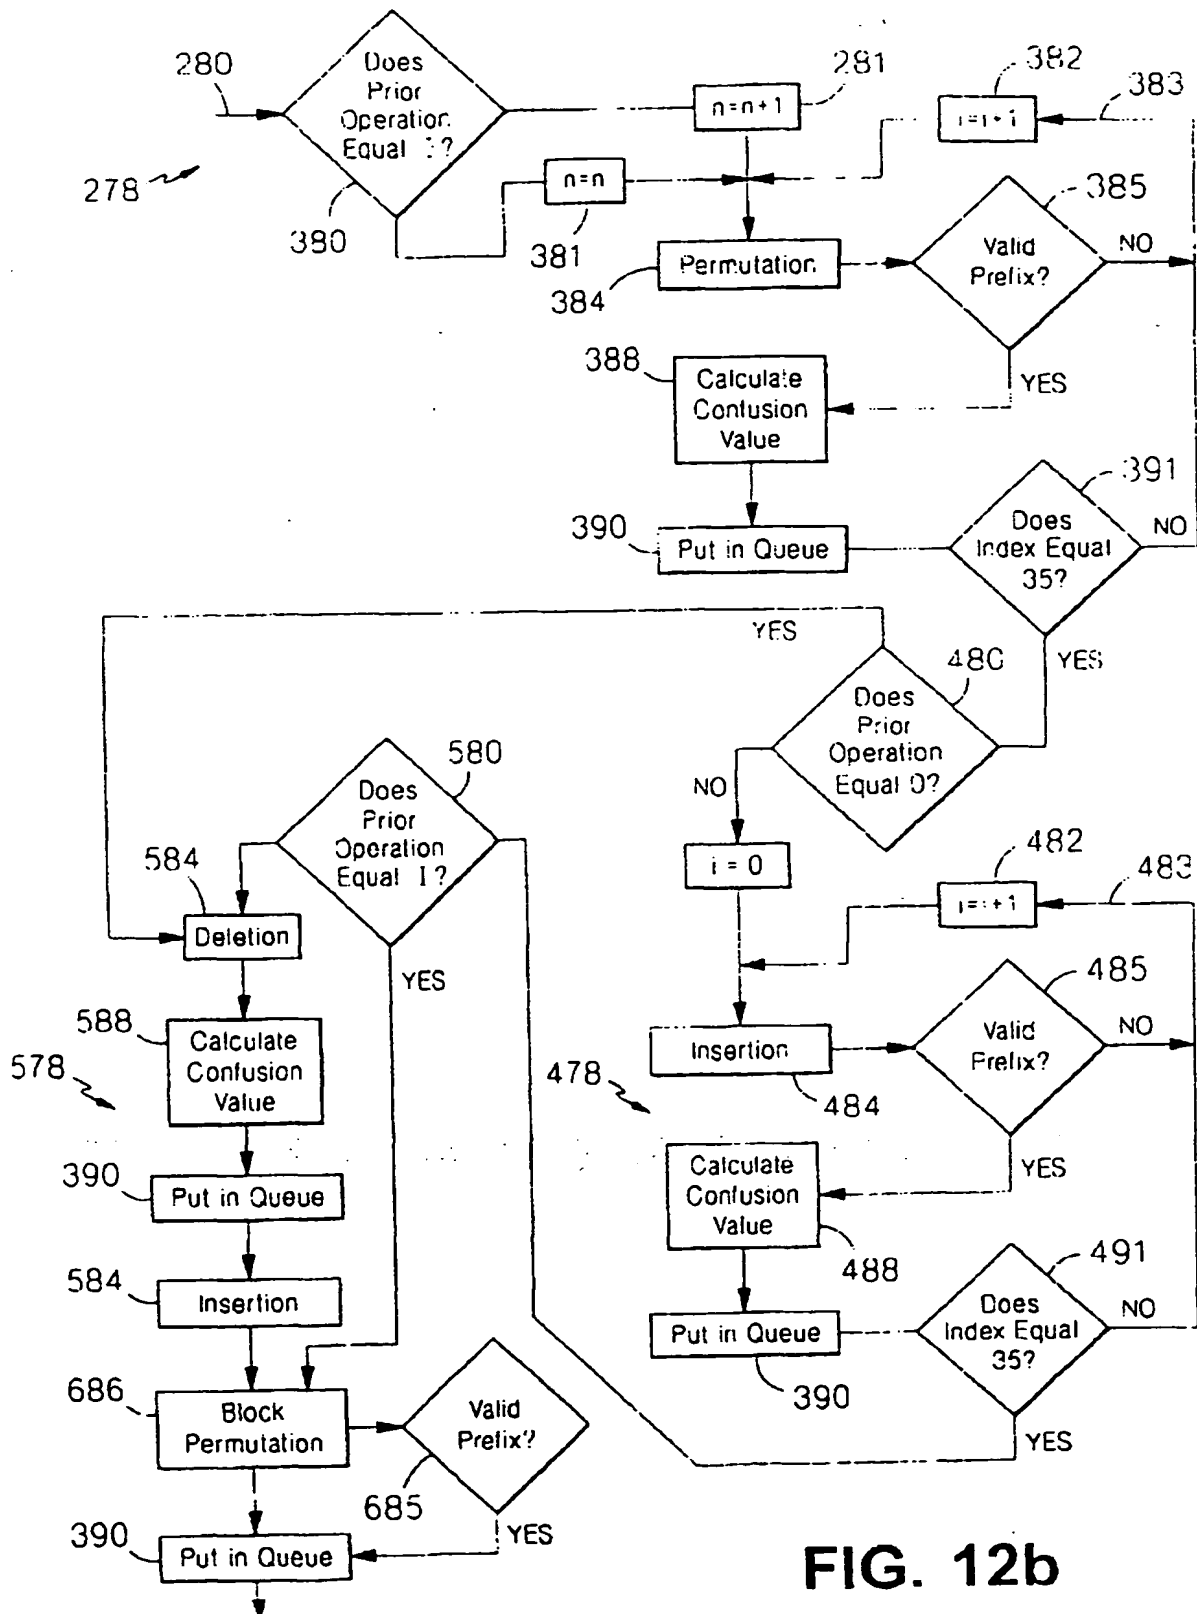 280
Does
Prior
Operation
Equal
?
281
n=n+1
382
i=i+1
383
278
380
n=n
381
Permutation
384
385
Valid
Prefix?
NO
YES
388
Calculate
Confusion
Value
390
Put in Queue
391
Does
Index Equal
35?
NO
YES
YES
480
Does
Prior
Operation
Equal
NO
i = 0
482
i=i+1
483
580
Does
Prior
Operation
Equal I?
YES
584
Deletion
588
Calculate
Confusion
Value
578
390
Put in Queue
584
Insertion
686
Block
Permutation
Valid
Prefix?
685
YES
390
Put in Queue
Insertion
484
478
485
Valid
Prefix?
NO
YES
Calculate
Confusion
Value
488
Put in Queue
390
491
Does
Index Equal
35?
NO
YES
FIG. 12b